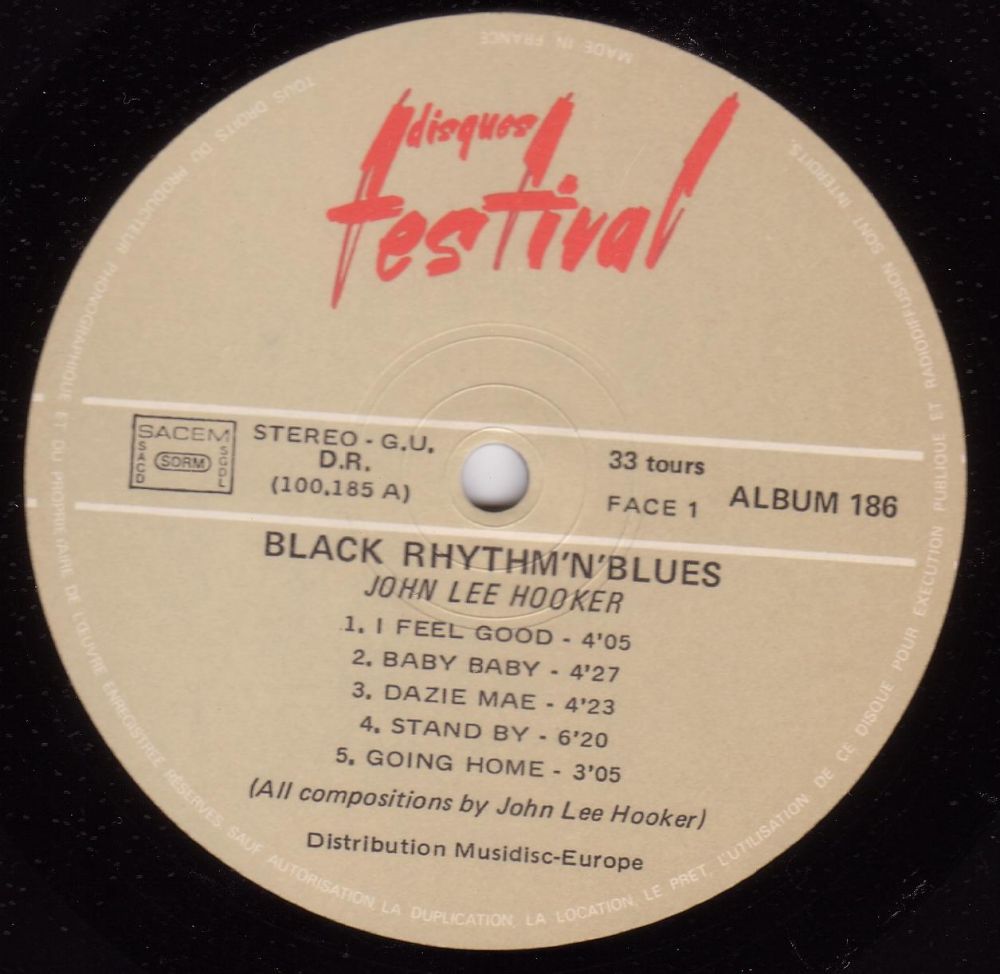 MADE IN FRANCE
TOUS DROITS DU PRODUCTEUR PHONOGRAPHIQUE ET DU PROPRIETAIRE DE L'ŒUVRE ENREGISTREE RÉSERVÉS SAUF AUTORISATION LA DUPLICATION, LA LOCATION, LE PRET, L'UTILISATION DE CE DISQUE POUR EXECUTION PUBLIQUE ET RADIODIFFUSION SONT INTERDITS.
disques
festival
SACEM
SACD
SORM
SGDL
STEREO - G.U.
D.R.
(100.185 A)
33 tours
FACE 1
ALBUM 186
BLACK RHYTHM'N'BLUES
JOHN LEE HOOKER
1. I FEEL GOOD - 4'05
2. BABY BABY - 4'27
3. DAZIE MAE - 4'23
4. STAND BY - 6'20
5. GOING HOME - 3'05
(All compositions by John Lee Hooker)
Distribution Musidisc-Europe